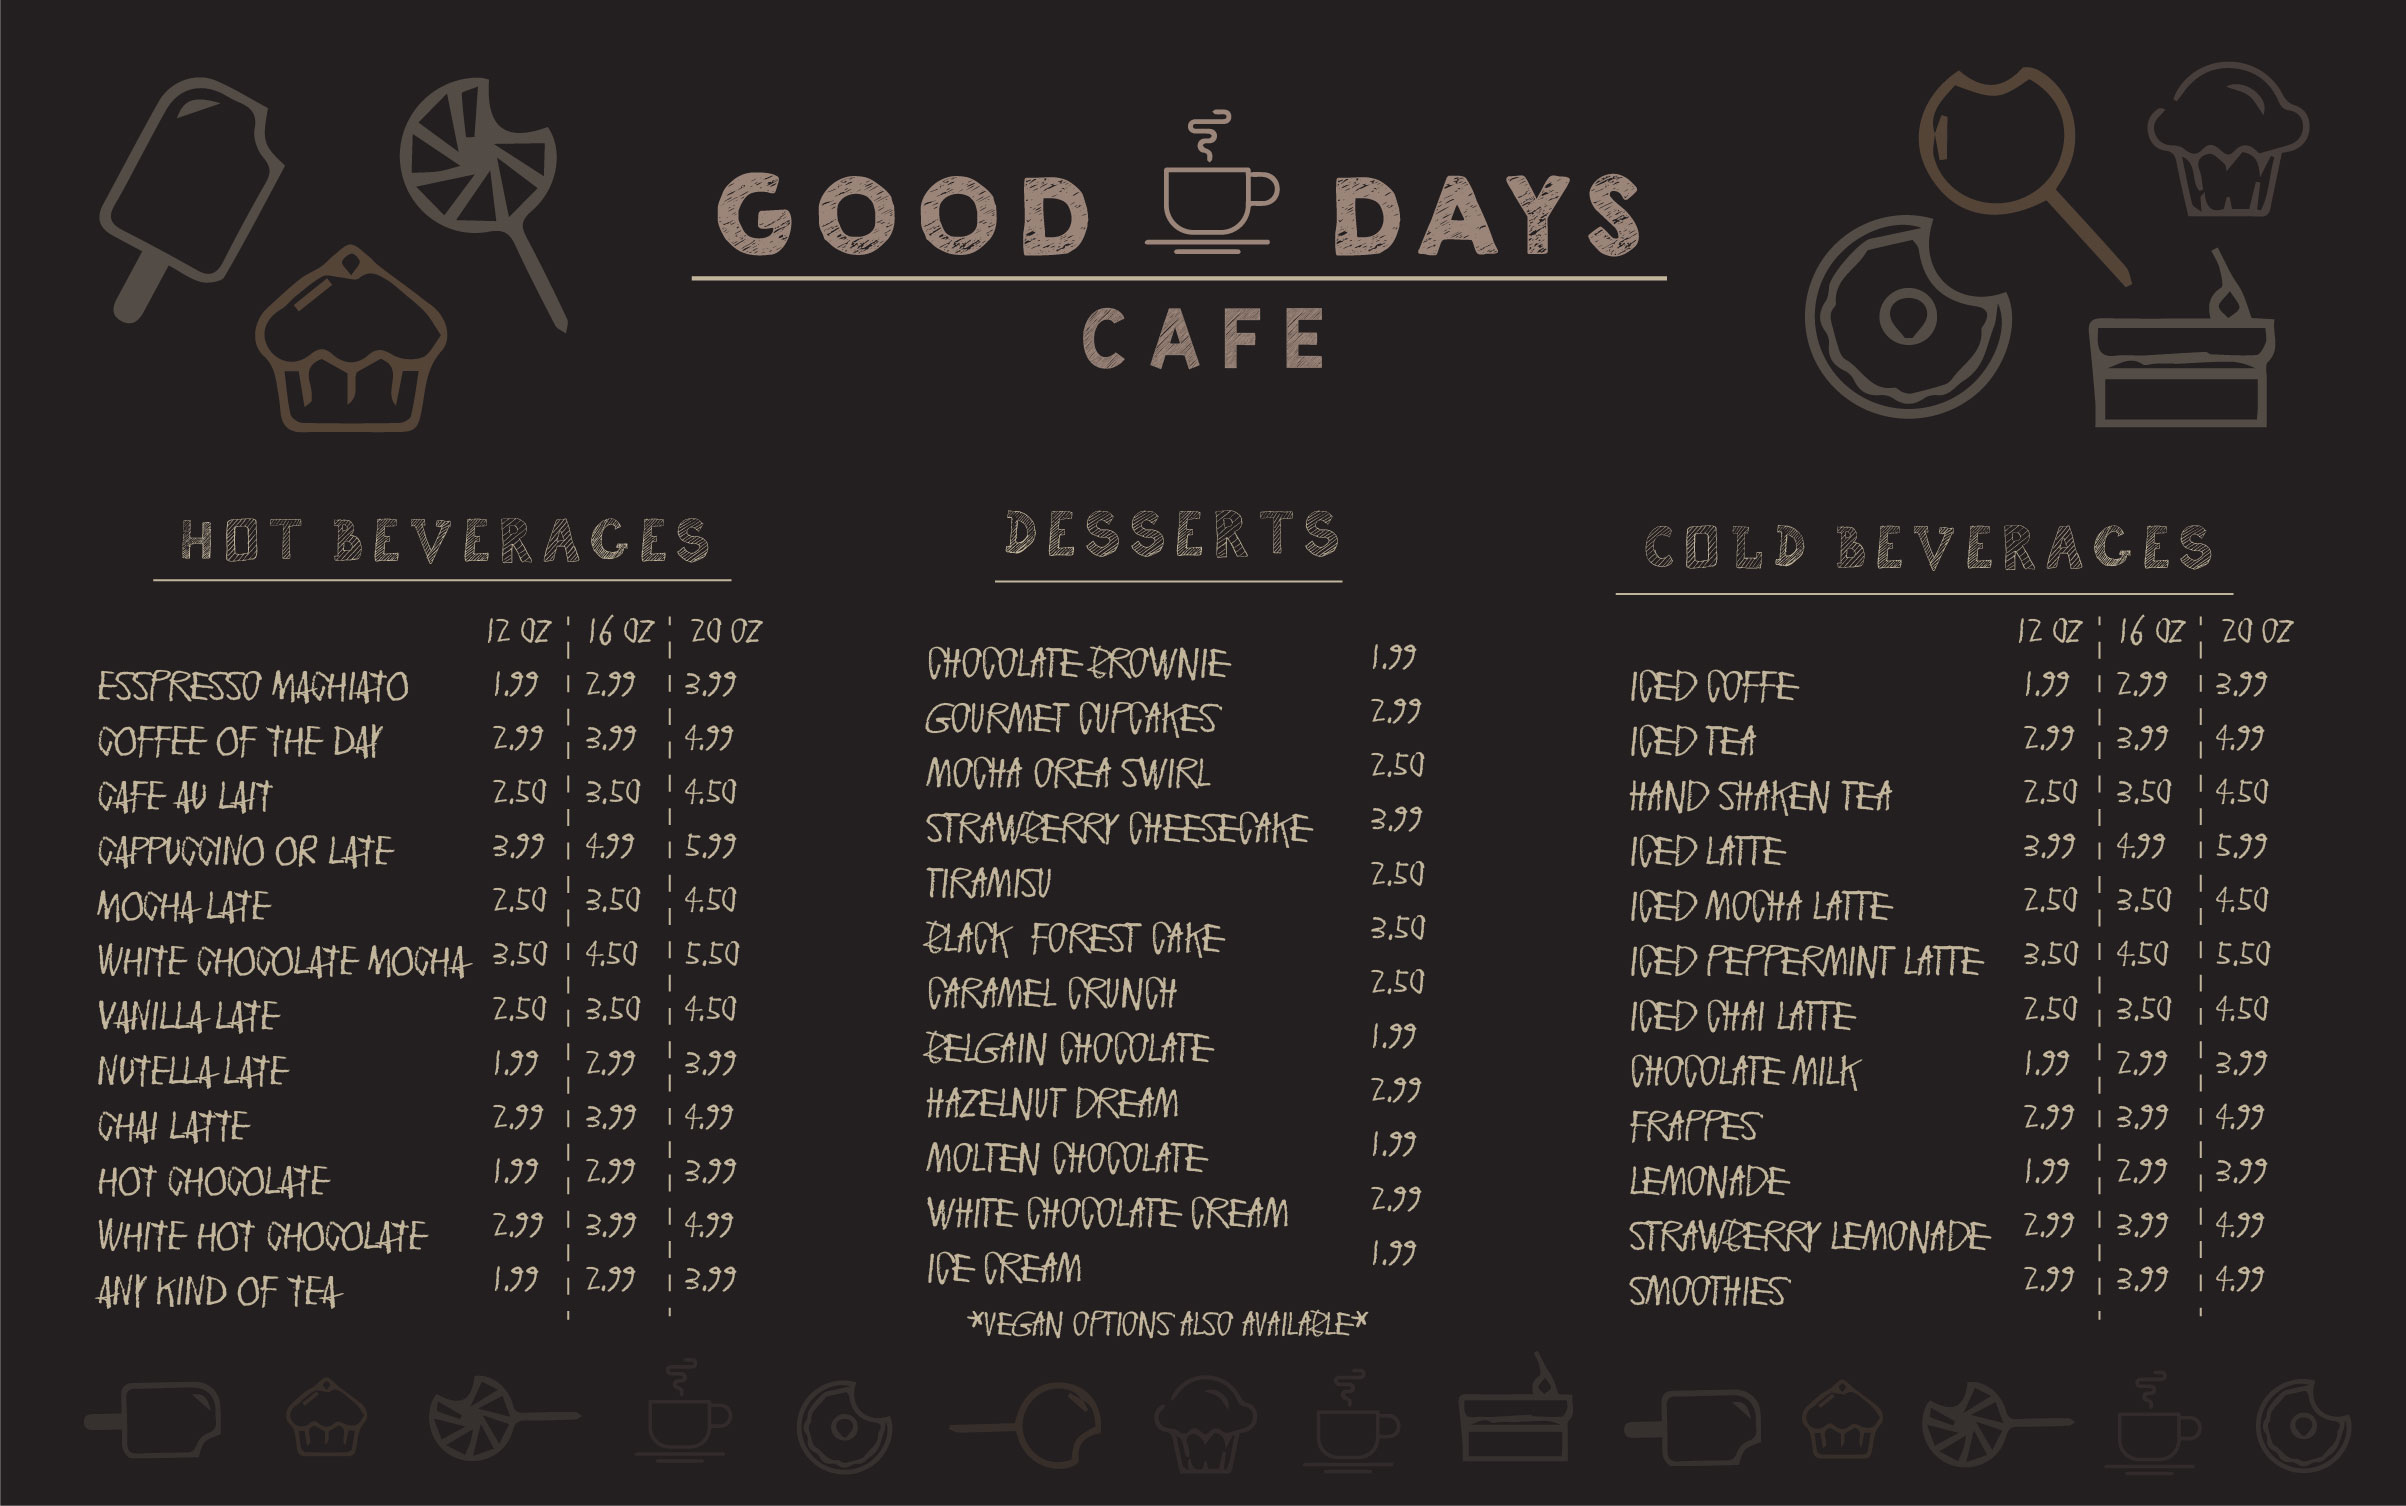 GOOD DAYS
CAFE
HOT BEVERAGES
12 OZ 16 OZ 20 OZ
ESSPRESSO MACHIATO 1.99 2.99 3.99
COFFEE OF THE DAY 2.99 3.99 4.99
CAFE AU LAIT 2.50 3.50 4.50
CAPPUCCINO OR LATE 3.99 4.99 5.99
MOCHA LATE 2.50 3.50 4.50
WHITE CHOCOLATE MOCHA 3.50 4.50 5.50
VANILLA LATE 2.50 3.50 4.50
NUTELLA LATE 1.99 2.99 3.99
CHAI LATTE 2.99 3.99 4.99
HOT CHOCOLATE 1.99 2.99 3.99
WHITE HOT CHOCOLATE 2.99 3.99 4.99
ANY KIND OF TEA 1.99 2.99 3.99
DESSERTS
CHOCOLATE BROWNIE 1.99
GOURMET CUPCAKES 2.99
MOCHA OREA SWIRL 2.50
STRAWBERRY CHEESECAKE 3.99
TIRAMISU 2.50
BLACK FOREST CAKE 3.50
CARAMEL CRUNCH 2.50
BELGAIN CHOCOLATE 1.99
HAZELNUT DREAM 2.99
MOLTEN CHOCOLATE 1.99
WHITE CHOCOLATE CREAM 2.99
ICE CREAM 1.99
*VEGAN OPTIONS ALSO AVAILABLE*
COLD BEVERAGES
12 OZ 16 OZ 20 OZ
ICED COFFE 1.99 2.99 3.99
ICED TEA 2.99 3.99 4.99
HAND SHAKEN TEA 2.50 3.50 4.50
ICED LATTE 3.99 4.99 5.99
ICED MOCHA LATTE 2.50 3.50 4.50
ICED PEPPERMINT LATTE 3.50 4.50 5.50
ICED CHAI LATTE 2.50 3.50 4.50
CHOCOLATE MILK 1.99 2.99 3.99
FRAPPES 2.99 3.99 4.99
LEMONADE 1.99 2.99 3.99
STRAWBERRY LEMONADE 2.99 3.99 4.99
SMOOTHIES 2.99 3.99 4.99